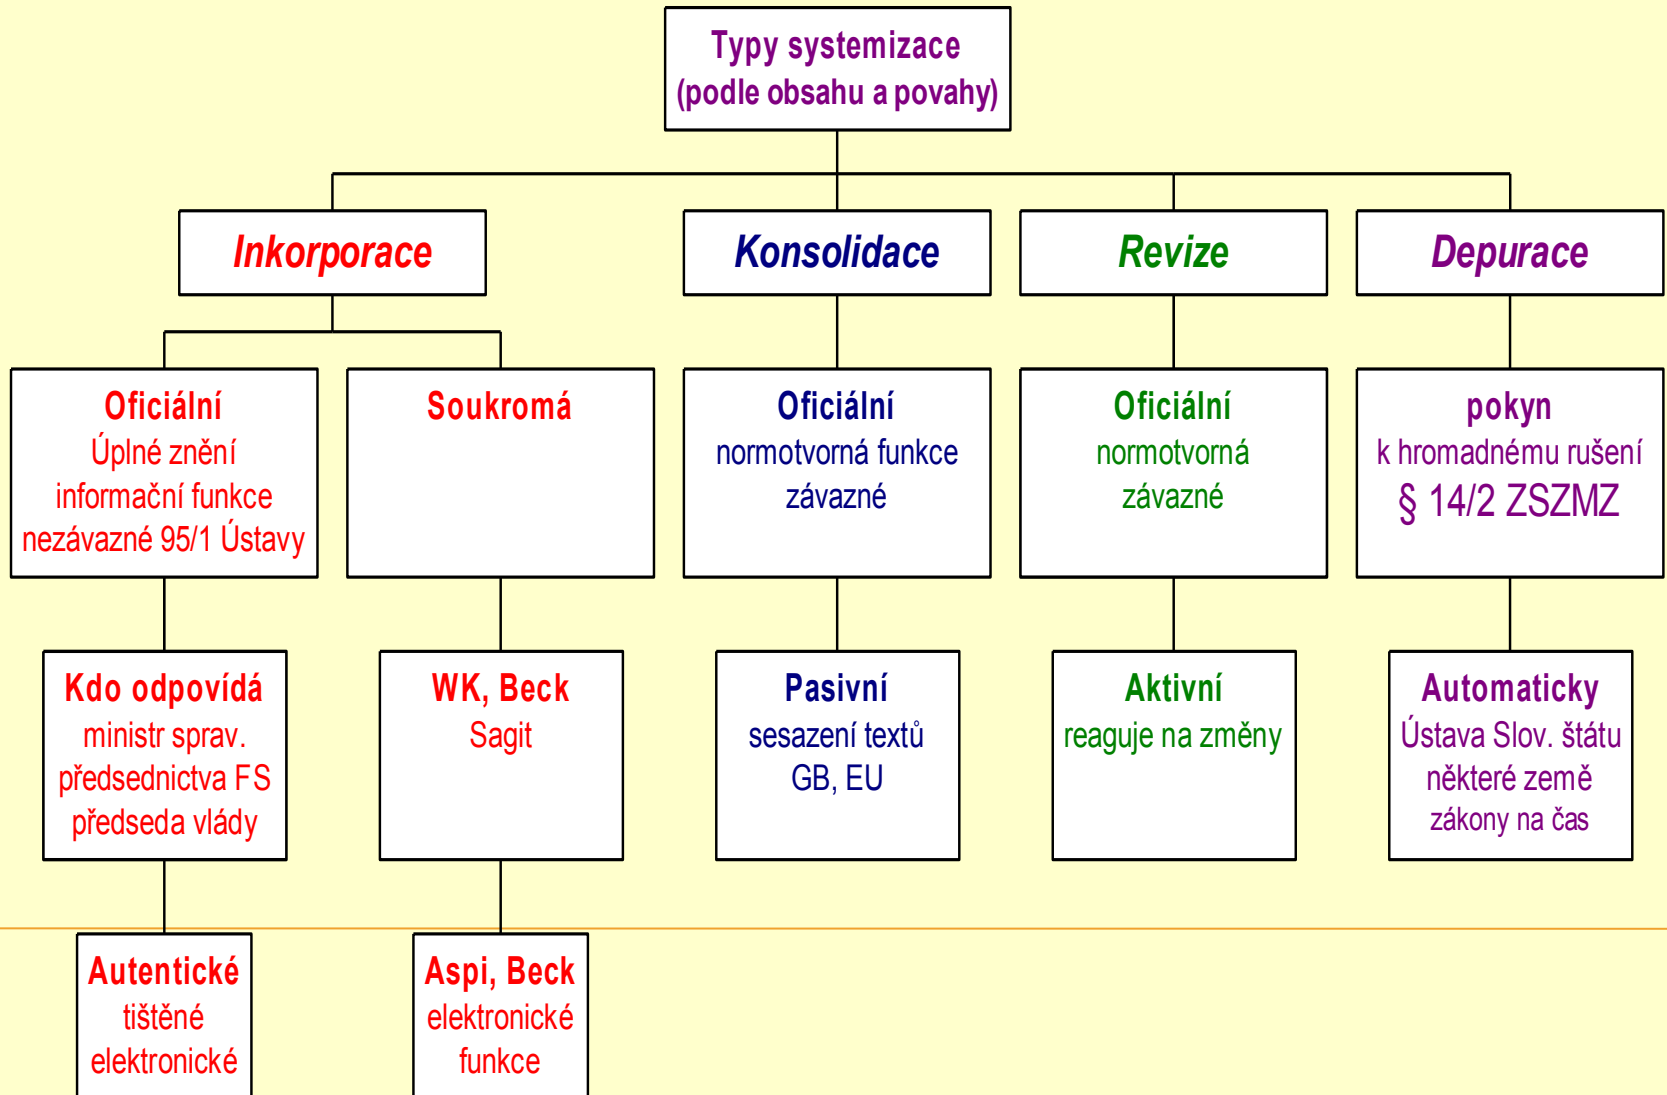 Typy systemizace
(podle obsahu a povahy)
Inkorporace
Konsolidace
Revize
Depurace
Oficiální
Úplné znění
informační funkce
nezávazné 95/1 Ústavy
Soukromá
Oficiální
normotvorná funkce
závazné
Oficiální
normotvorná
závazné
pokyn
k hromadnému rušení
§ 14/2 ZSZMZ
Kdo odpovídá
ministr sprav.
předsednictva FS
předseda vlády
WK, Beck
Sagit
Pasivní
sesazení textů
GB, EU
Aktivní
reaguje na změny
Automaticky
Ústava Slov. štátu
některé země
zákony na čas
Autentické
tištěné
elektronické
Aspi, Beck
elektronické
funkce